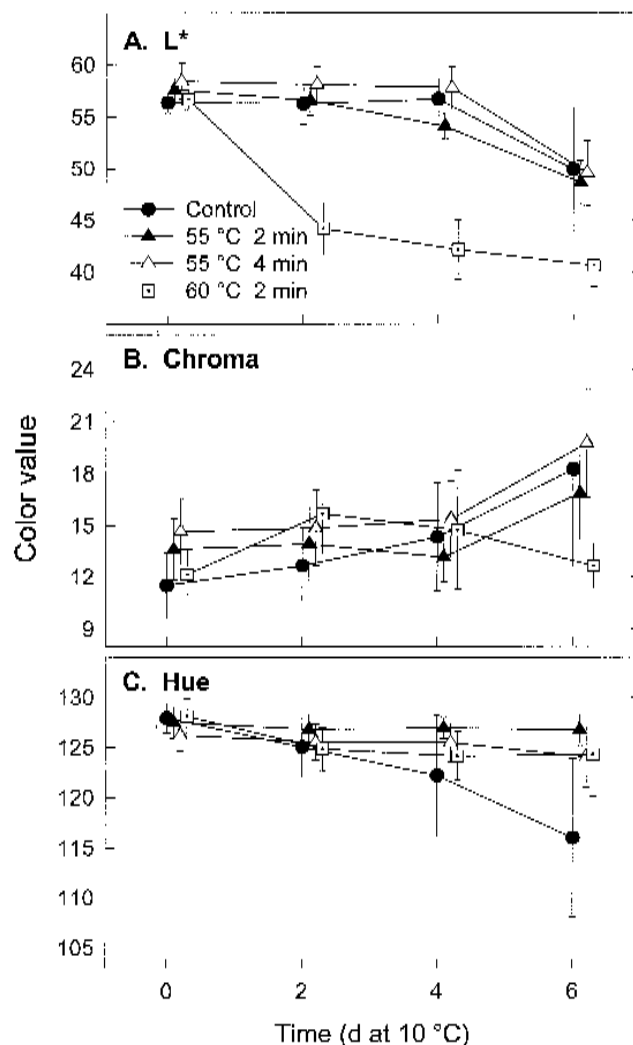 A. L*
60
55
50
45
40
Control
55 °C 2 min
55 °C 4 min
60 °C 2 min
B. Chroma
24
21
18
15
12
9
Color value
C. Hue
130
125
120
115
110
105
0 2 4 6
Time (d at 10 °C)